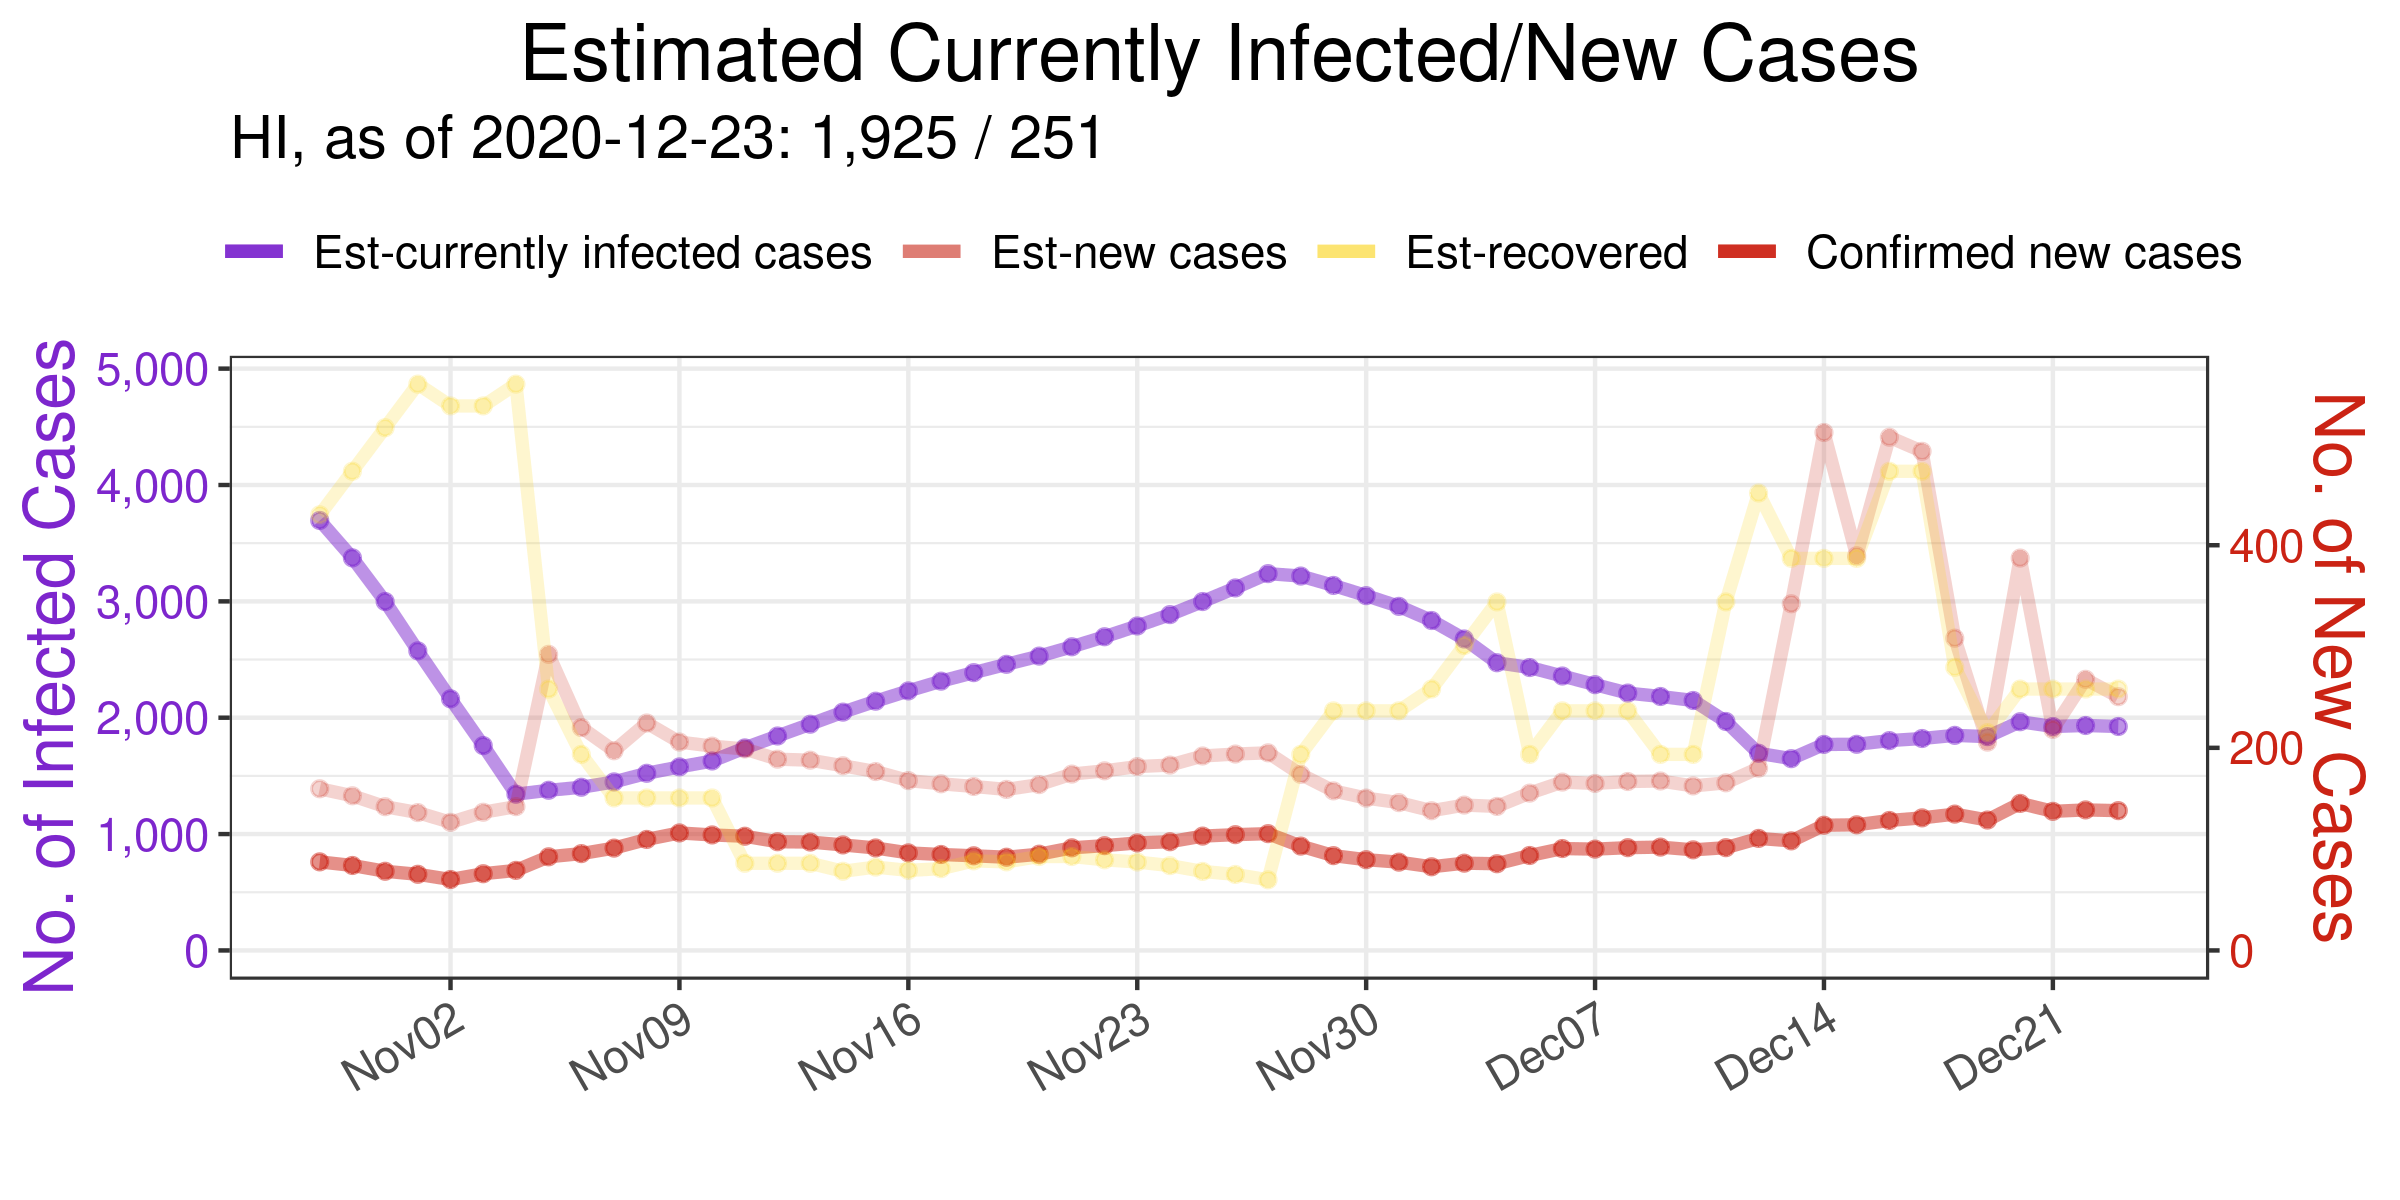 Estimated Currently Infected/New Cases
HI, as of 2020-12-23: 1,925 / 251
Est-currently infected cases Est-new cases Est-recovered Confirmed new cases
No. of Infected Cases
5,000
4,000
3,000
2,000
1,000
0
400
200
0
No. of New Cases
Nov02 Nov09 Nov16 Nov23 Nov30 Dec07 Dec14 Dec21